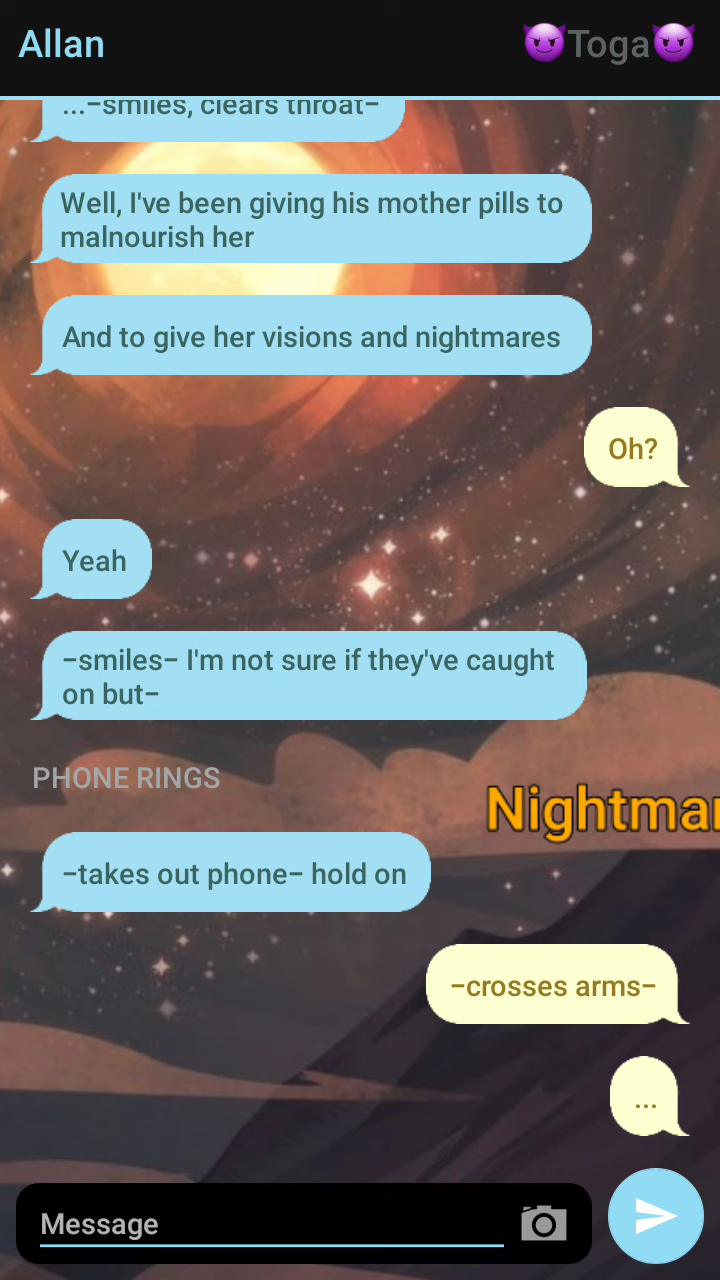 Allan
😈Toga😈
...–smiles, clears throat–
Well, I've been giving his mother pills to
malnourish her
And to give her visions and nightmares
Oh?
Yeah
–smiles– I'm not sure if they've caught
on but–
PHONE RINGS
Nightmar
–takes out phone– hold on
–crosses arms–
...
Message